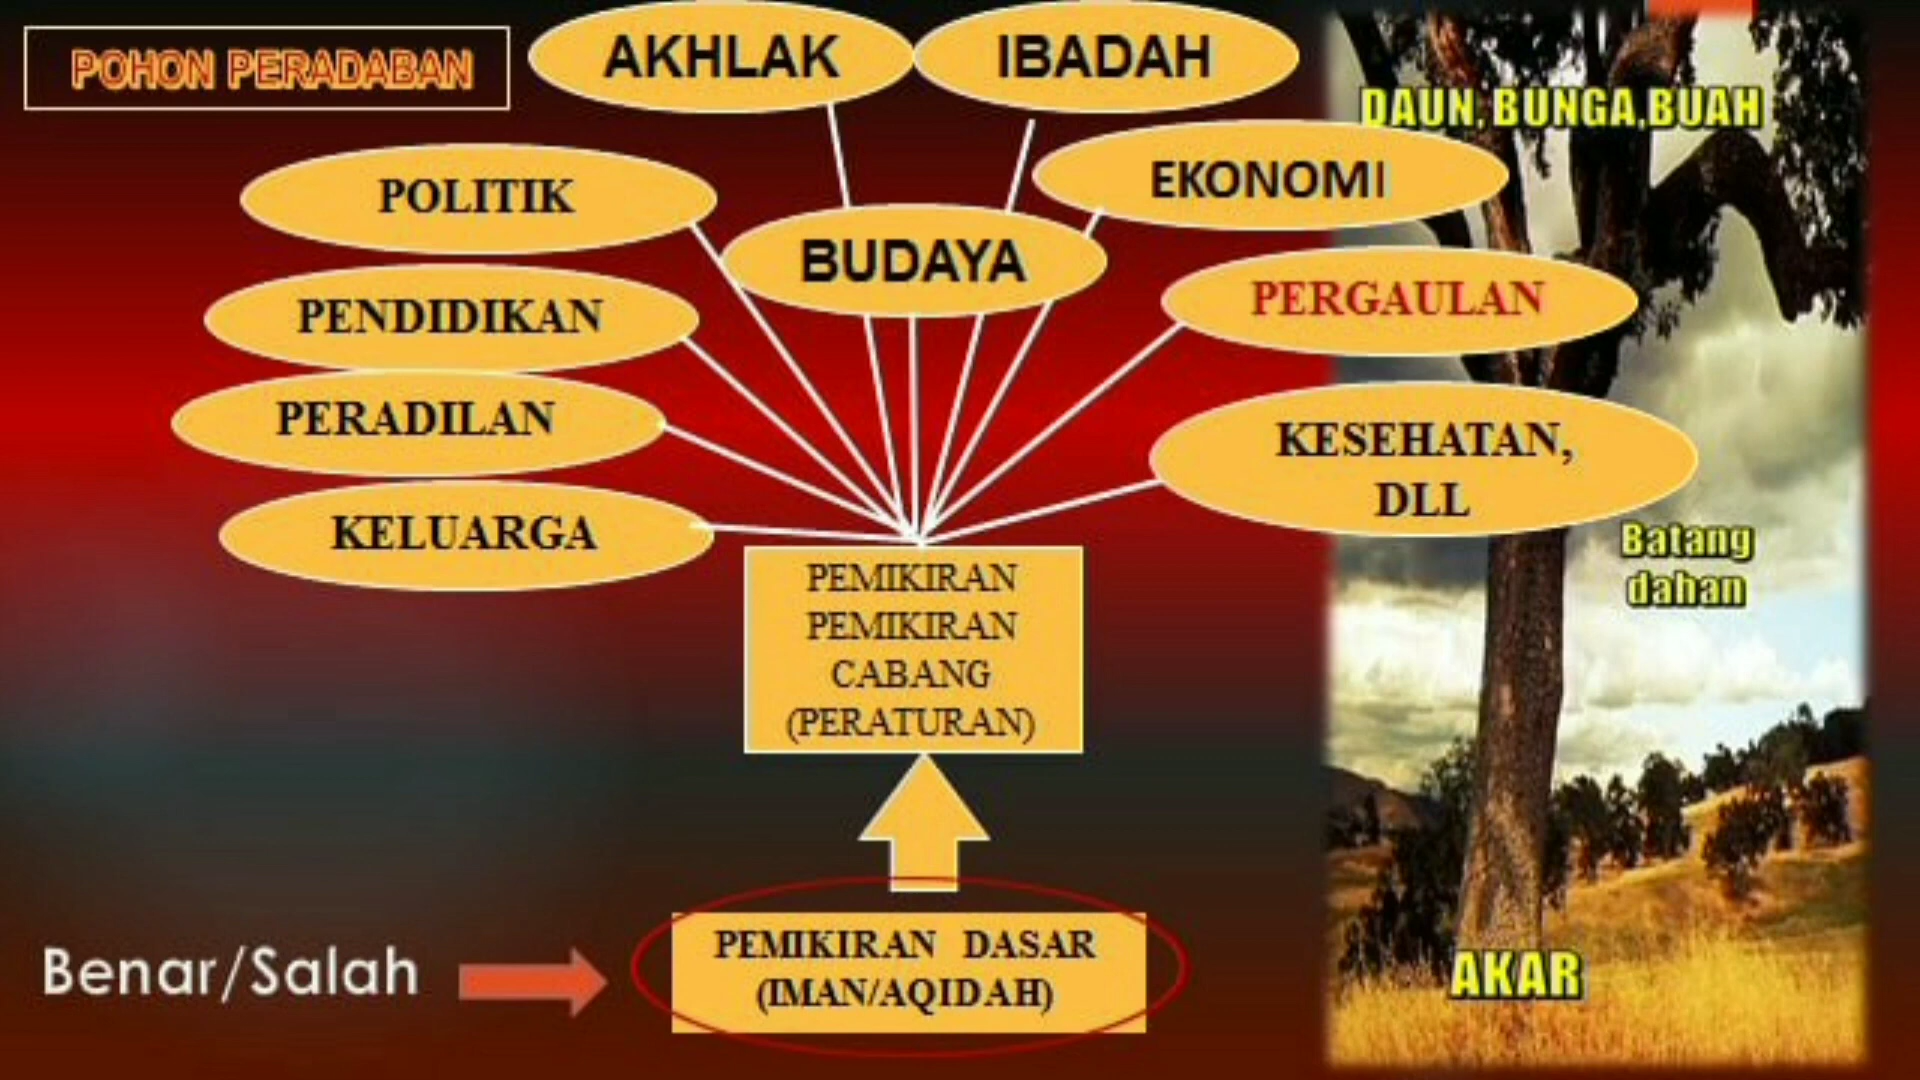 POHON PERADABAN
AKHLAK
IBADAH
DAUN, BUNGA,BUAH
POLITIK
EKONOMI
BUDAYA
PENDIDIKAN
PERGAULAN
PERADILAN
KESEHATAN,
DLL
KELUARGA
Batang
dahan
PEMIKIRAN
PEMIKIRAN
CABANG
(PERATURAN)
Benar/Salah
PEMIKIRAN DASAR
(IMAN/AQIDAH)
AKAR